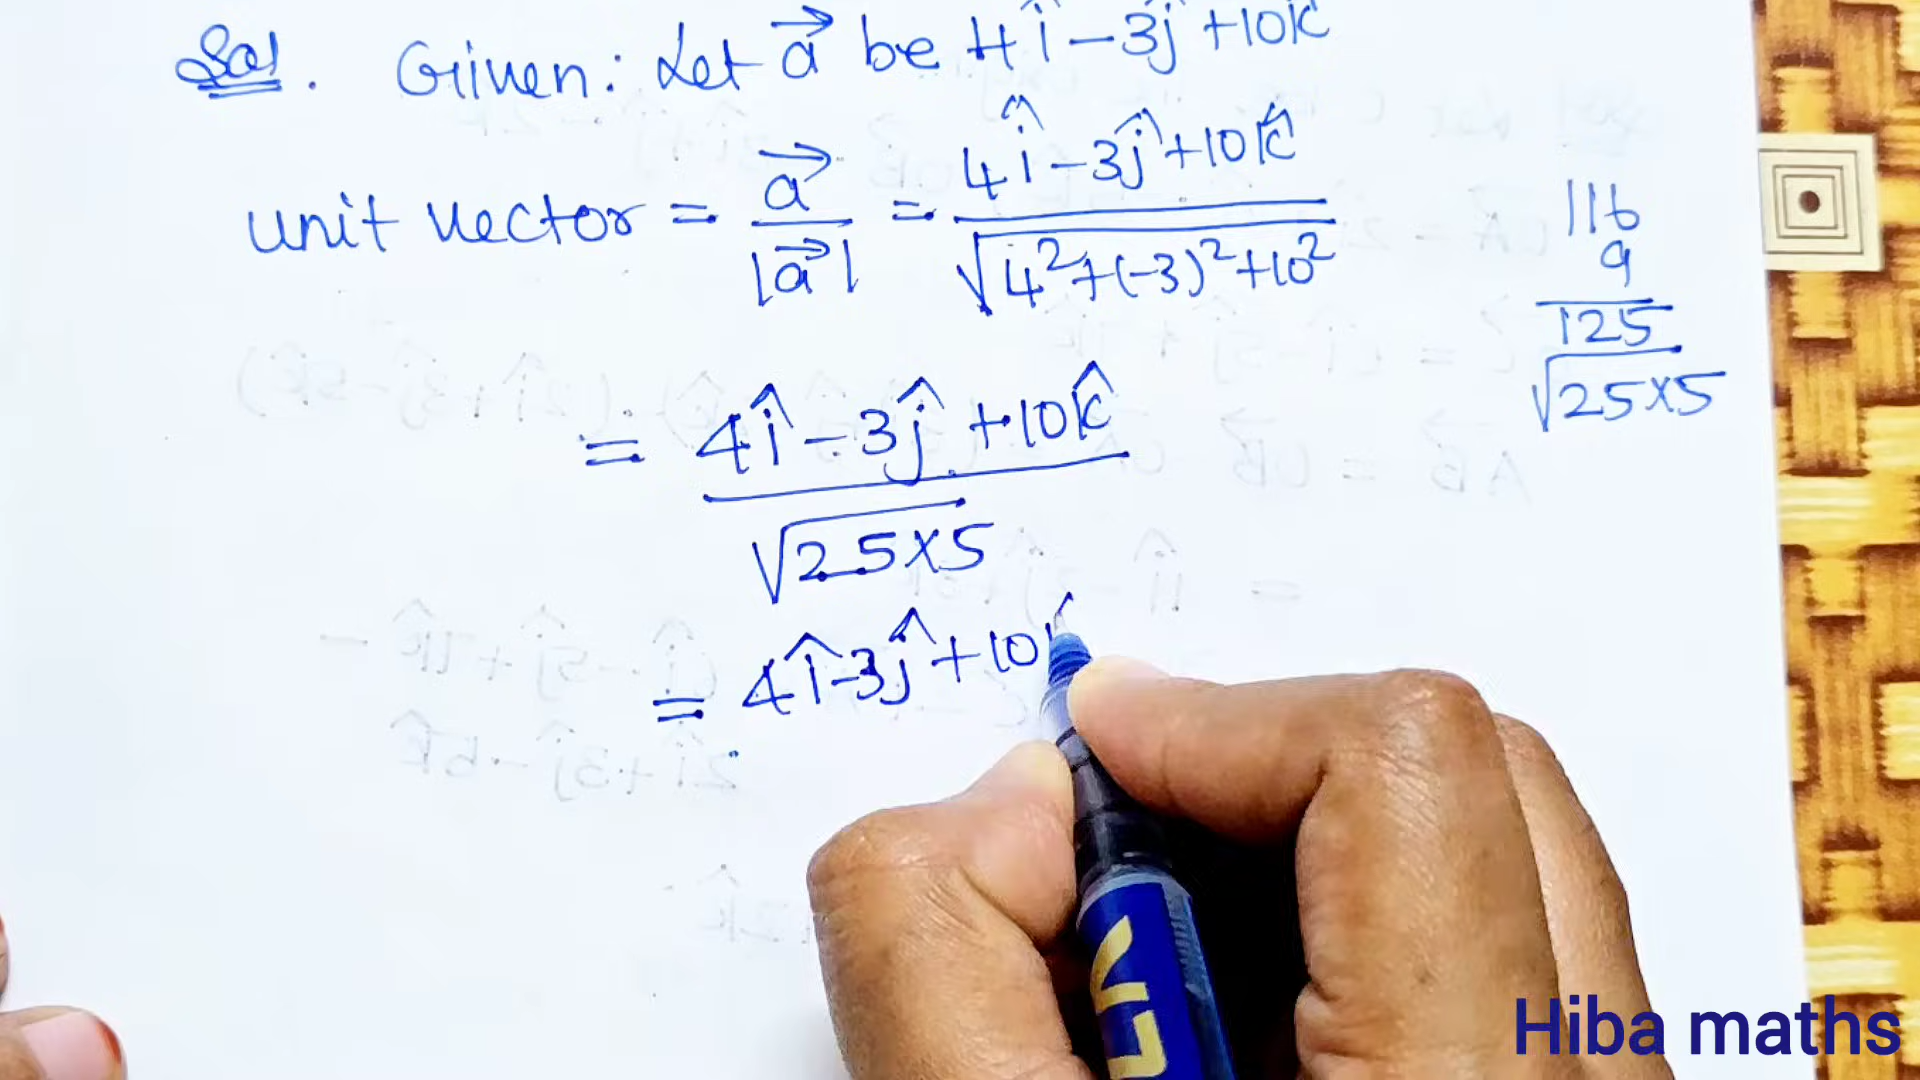 Sol. Given: Let a⃗ be 4î - 3ĵ + 10k̂
unit vector = a⃗ / |a⃗| = 4î - 3ĵ + 10k̂ / √4² + (-3)² + 10²
116
9
125
√25×5
= 4î - 3ĵ + 10k̂ / √25×5
= 4î - 3ĵ + 10k̂
Hiba maths